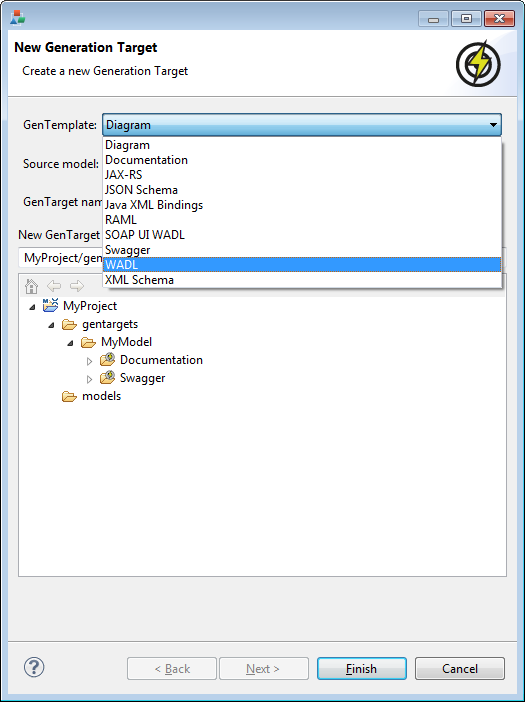 New Generation Target
Create a new Generation Target
GenTemplate: Diagram
Diagram
Documentation
JAX-RS
Source model:
JSON Schema
Java XML Bindings
GenTarget nam
RAML
SOAP UI WADL
New GenTarget
Swagger
MyProject/gen
WADL
XML Schema
MyProject
gentargets
MyModel
Documentation
Swagger
models
< Back Next > Finish Cancel